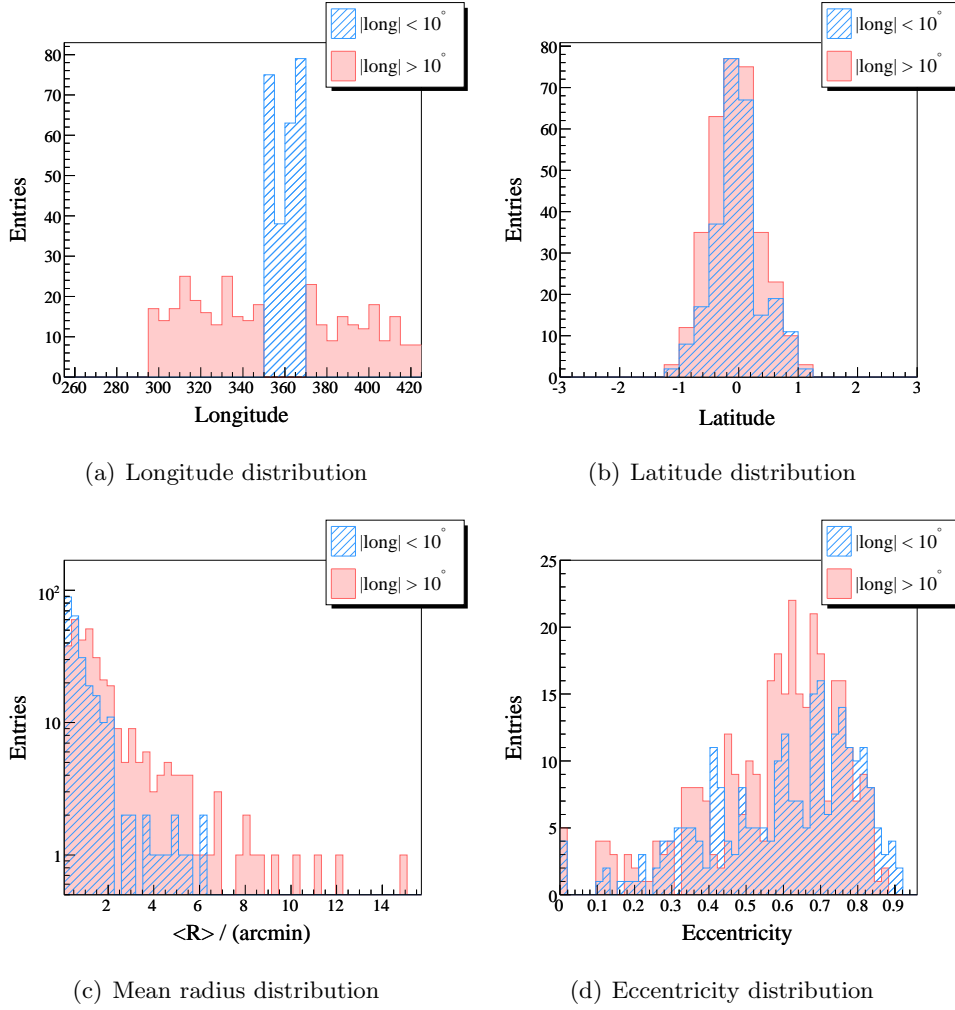 |long| < 10°
|long| > 10°
Entries
80
70
60
50
40
30
20
10
0
260 280 300 320 340 360 380 400 420
Longitude
(a) Longitude distribution
|long| < 10°
|long| > 10°
Entries
80
70
60
50
40
30
20
10
0
-3 -2 -1 0 1 2 3
Latitude
(b) Latitude distribution
|long| < 10°
|long| > 10°
Entries
10²
10
1
2 4 6 8 10 12 14
<R> / (arcmin)
(c) Mean radius distribution
|long| < 10°
|long| > 10°
Entries
25
20
15
10
5
0
0 0.1 0.2 0.3 0.4 0.5 0.6 0.7 0.8 0.9
Eccentricity
(d) Eccentricity distribution